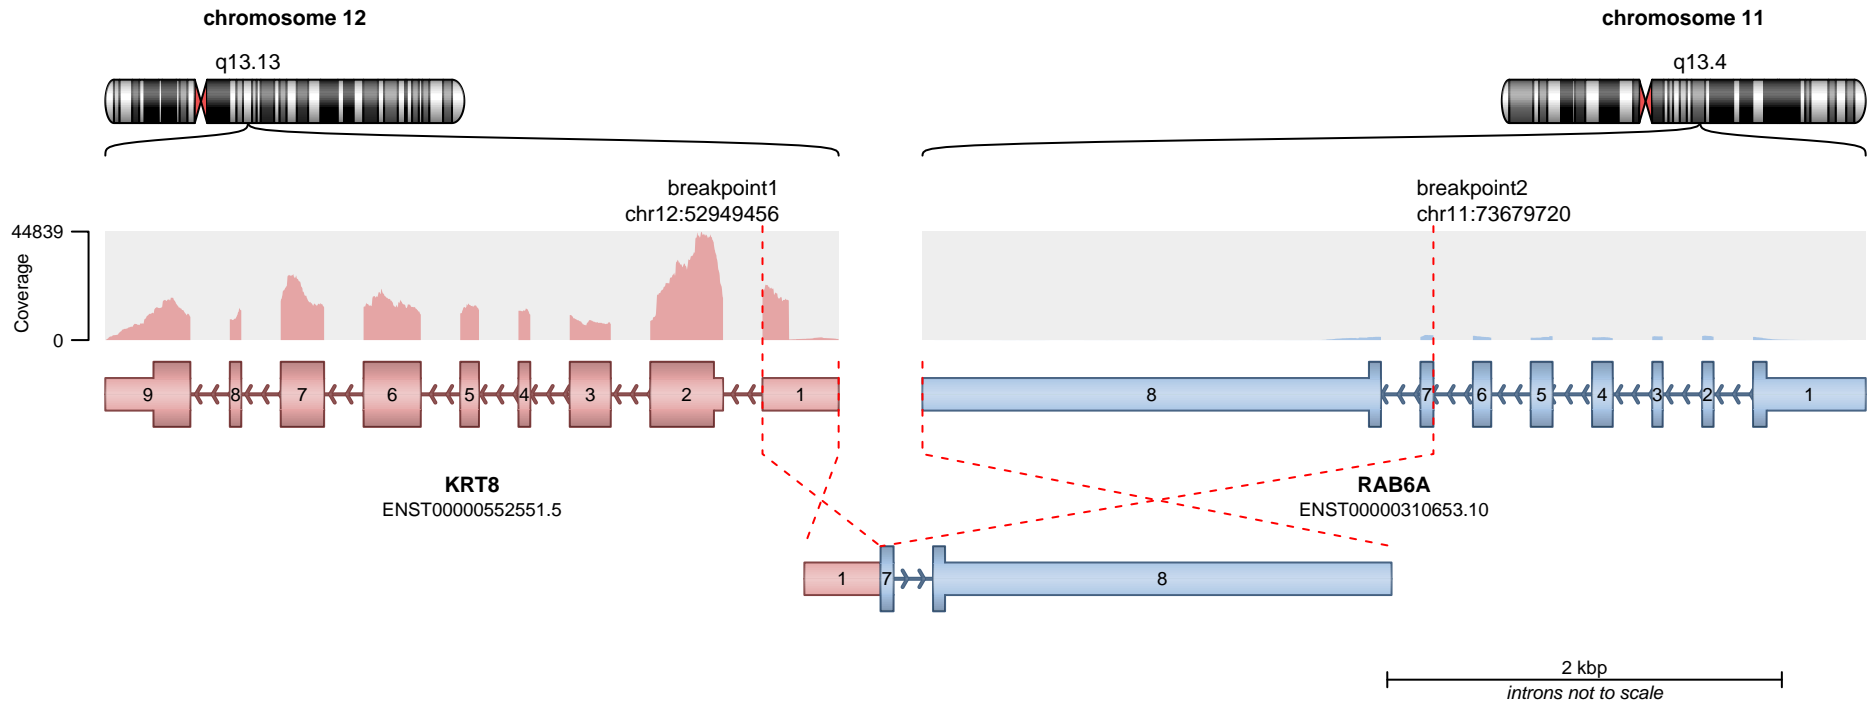 chromosome 12
chromosome 11
q13.13
q13.4
breakpoint1
chr12:52949456
breakpoint2
chr11:73679720
44839
Coverage
0
9 8 7 6 5 4 3 2 1
8 7 6 5 4 3 2 1
KRT8
ENST00000552551.5
RAB6A
ENST00000310653.10
1 7 8
2 kbp
introns not to scale